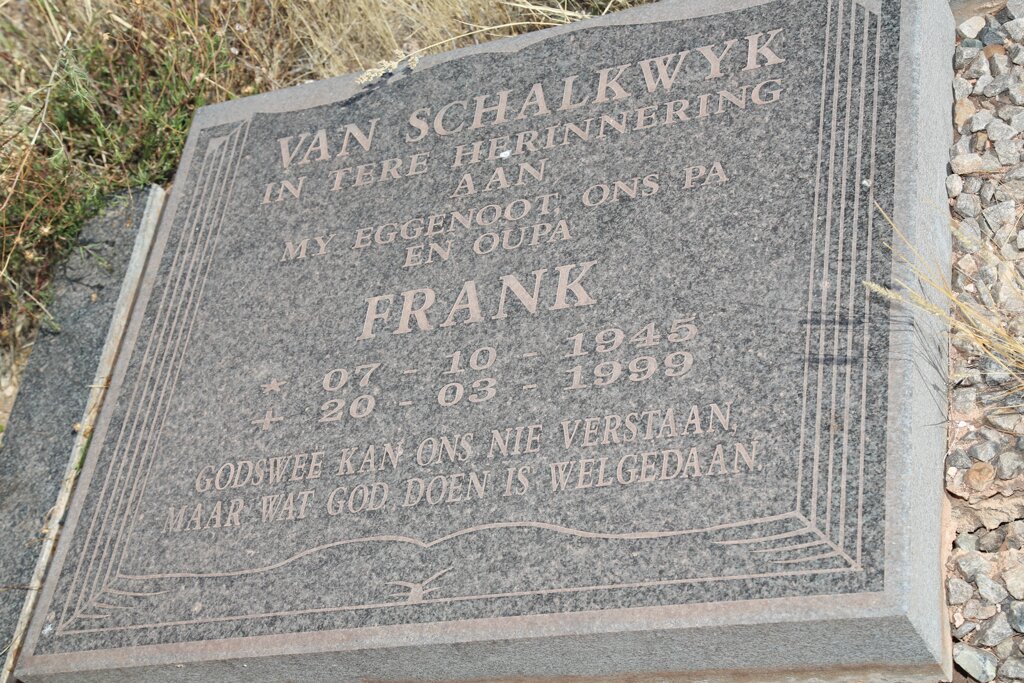 VAN SCHALKWYK
IN TERE HERINNERING
AAN
MY EGGENOOT, ONS PA
EN OUPA
FRANK
* 07 - 10 - 1945
+ 20 - 03 - 1999
GODSWEE KAN ONS NIE VERSTAAN,
MAAR WAT GOD DOEN IS WELGEDAAN.